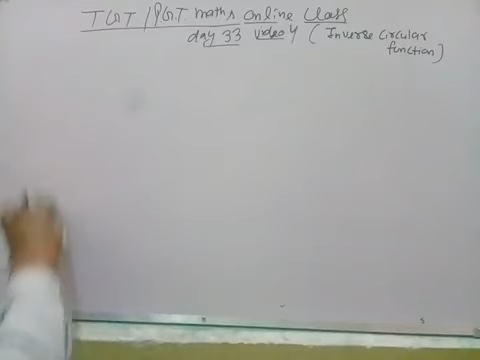 TGT / PGT maths online class
day 33 video 4 ( Inverse circular
function )